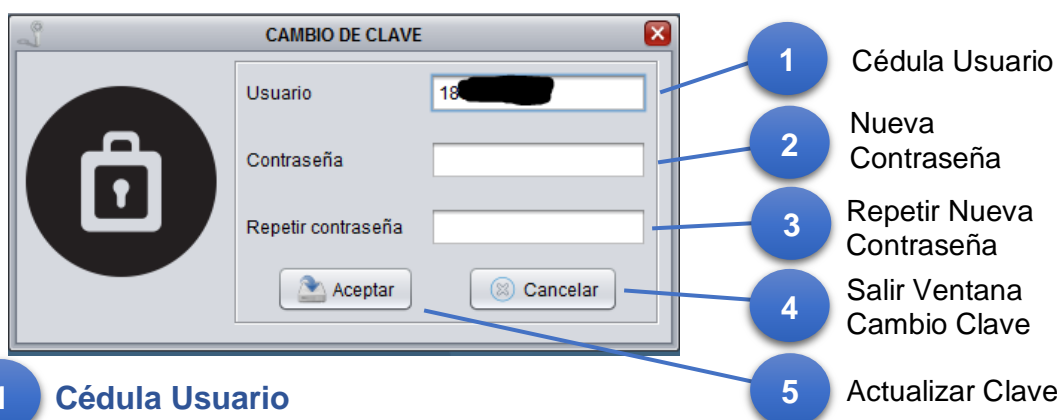 CAMBIO DE CLAVE
Usuario
18
Contraseña
Repetir contraseña
Aceptar
Cancelar
1
Cédula Usuario
2
Nueva
Contraseña
3
Repetir Nueva
Contraseña
4
Salir Ventana
Cambio Clave
5
Actualizar Clave
1
Cédula Usuario